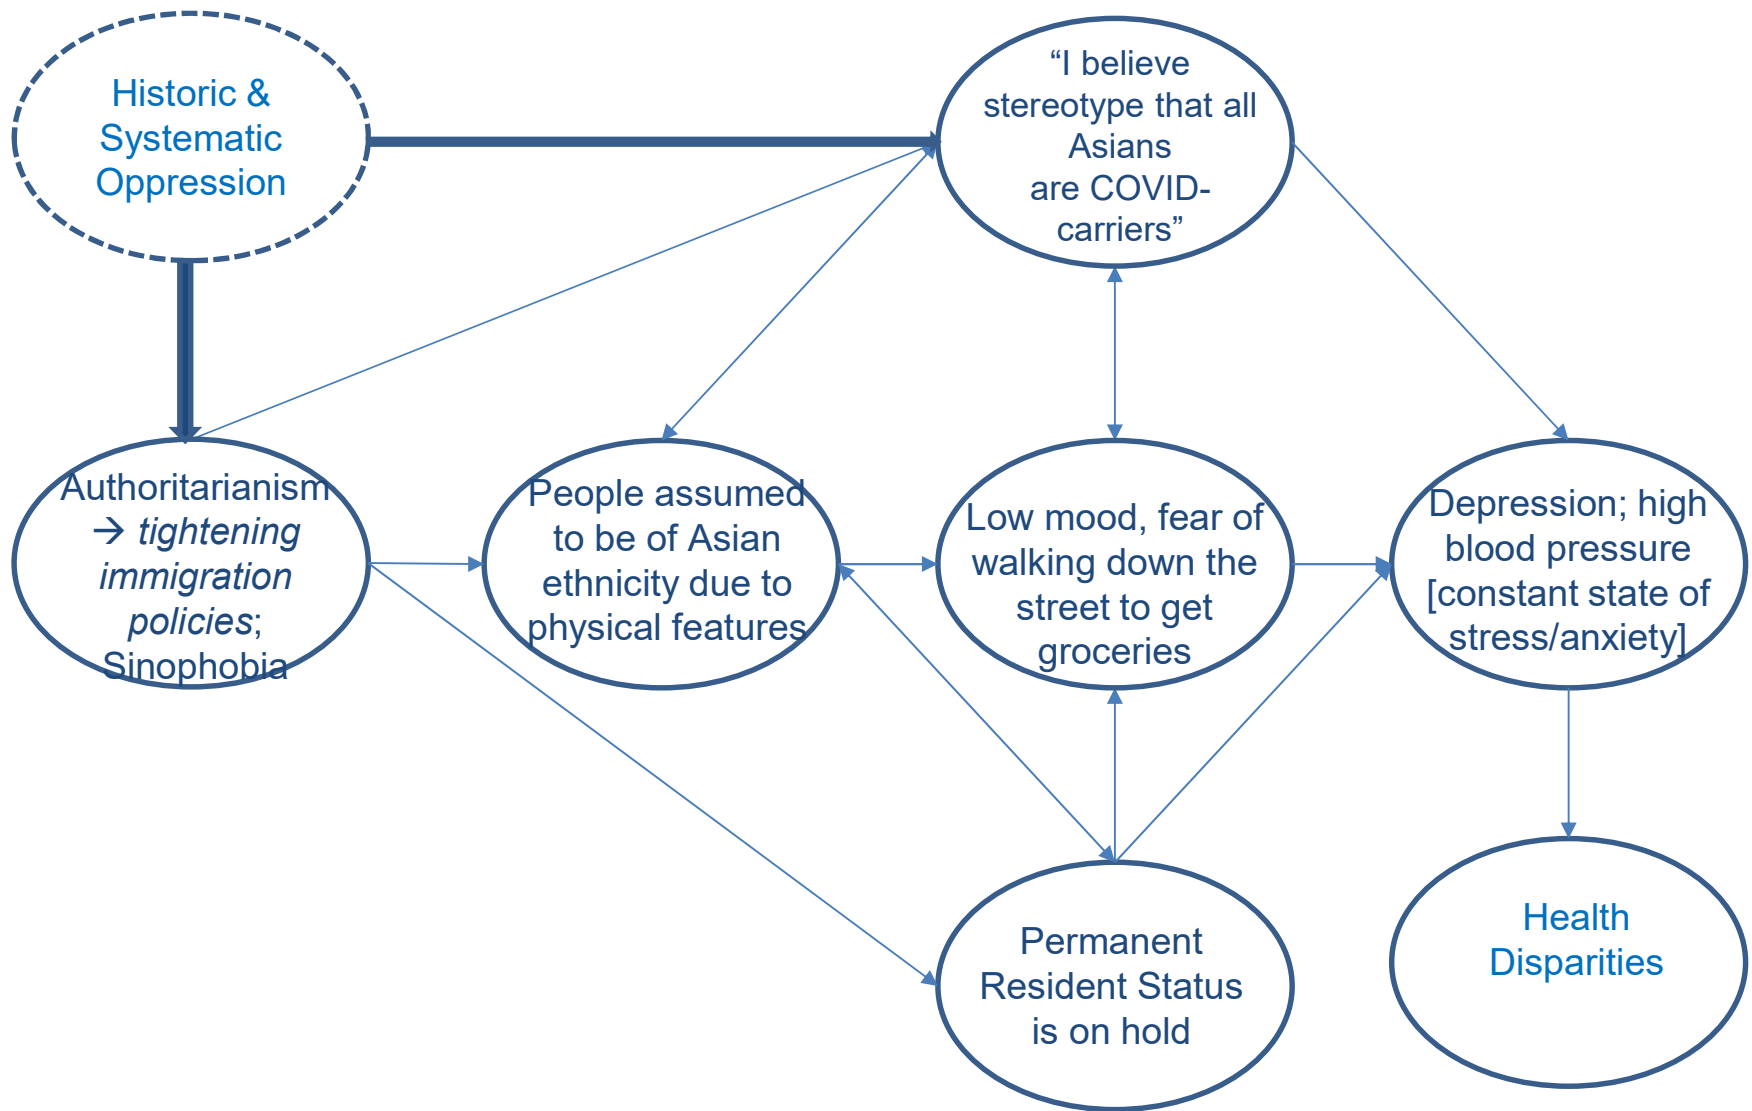 Historic &
Systematic
Oppression
“I believe
stereotype that all
Asians
are COVID-
carriers”
Authoritarianism
→ tightening
immigration
policies;
Sinophobia
People assumed
to be of Asian
ethnicity due to
physical features
Low mood, fear of
walking down the
street to get
groceries
Depression; high
blood pressure
[constant state of
stress/anxiety]
Permanent
Resident Status
is on hold
Health
Disparities